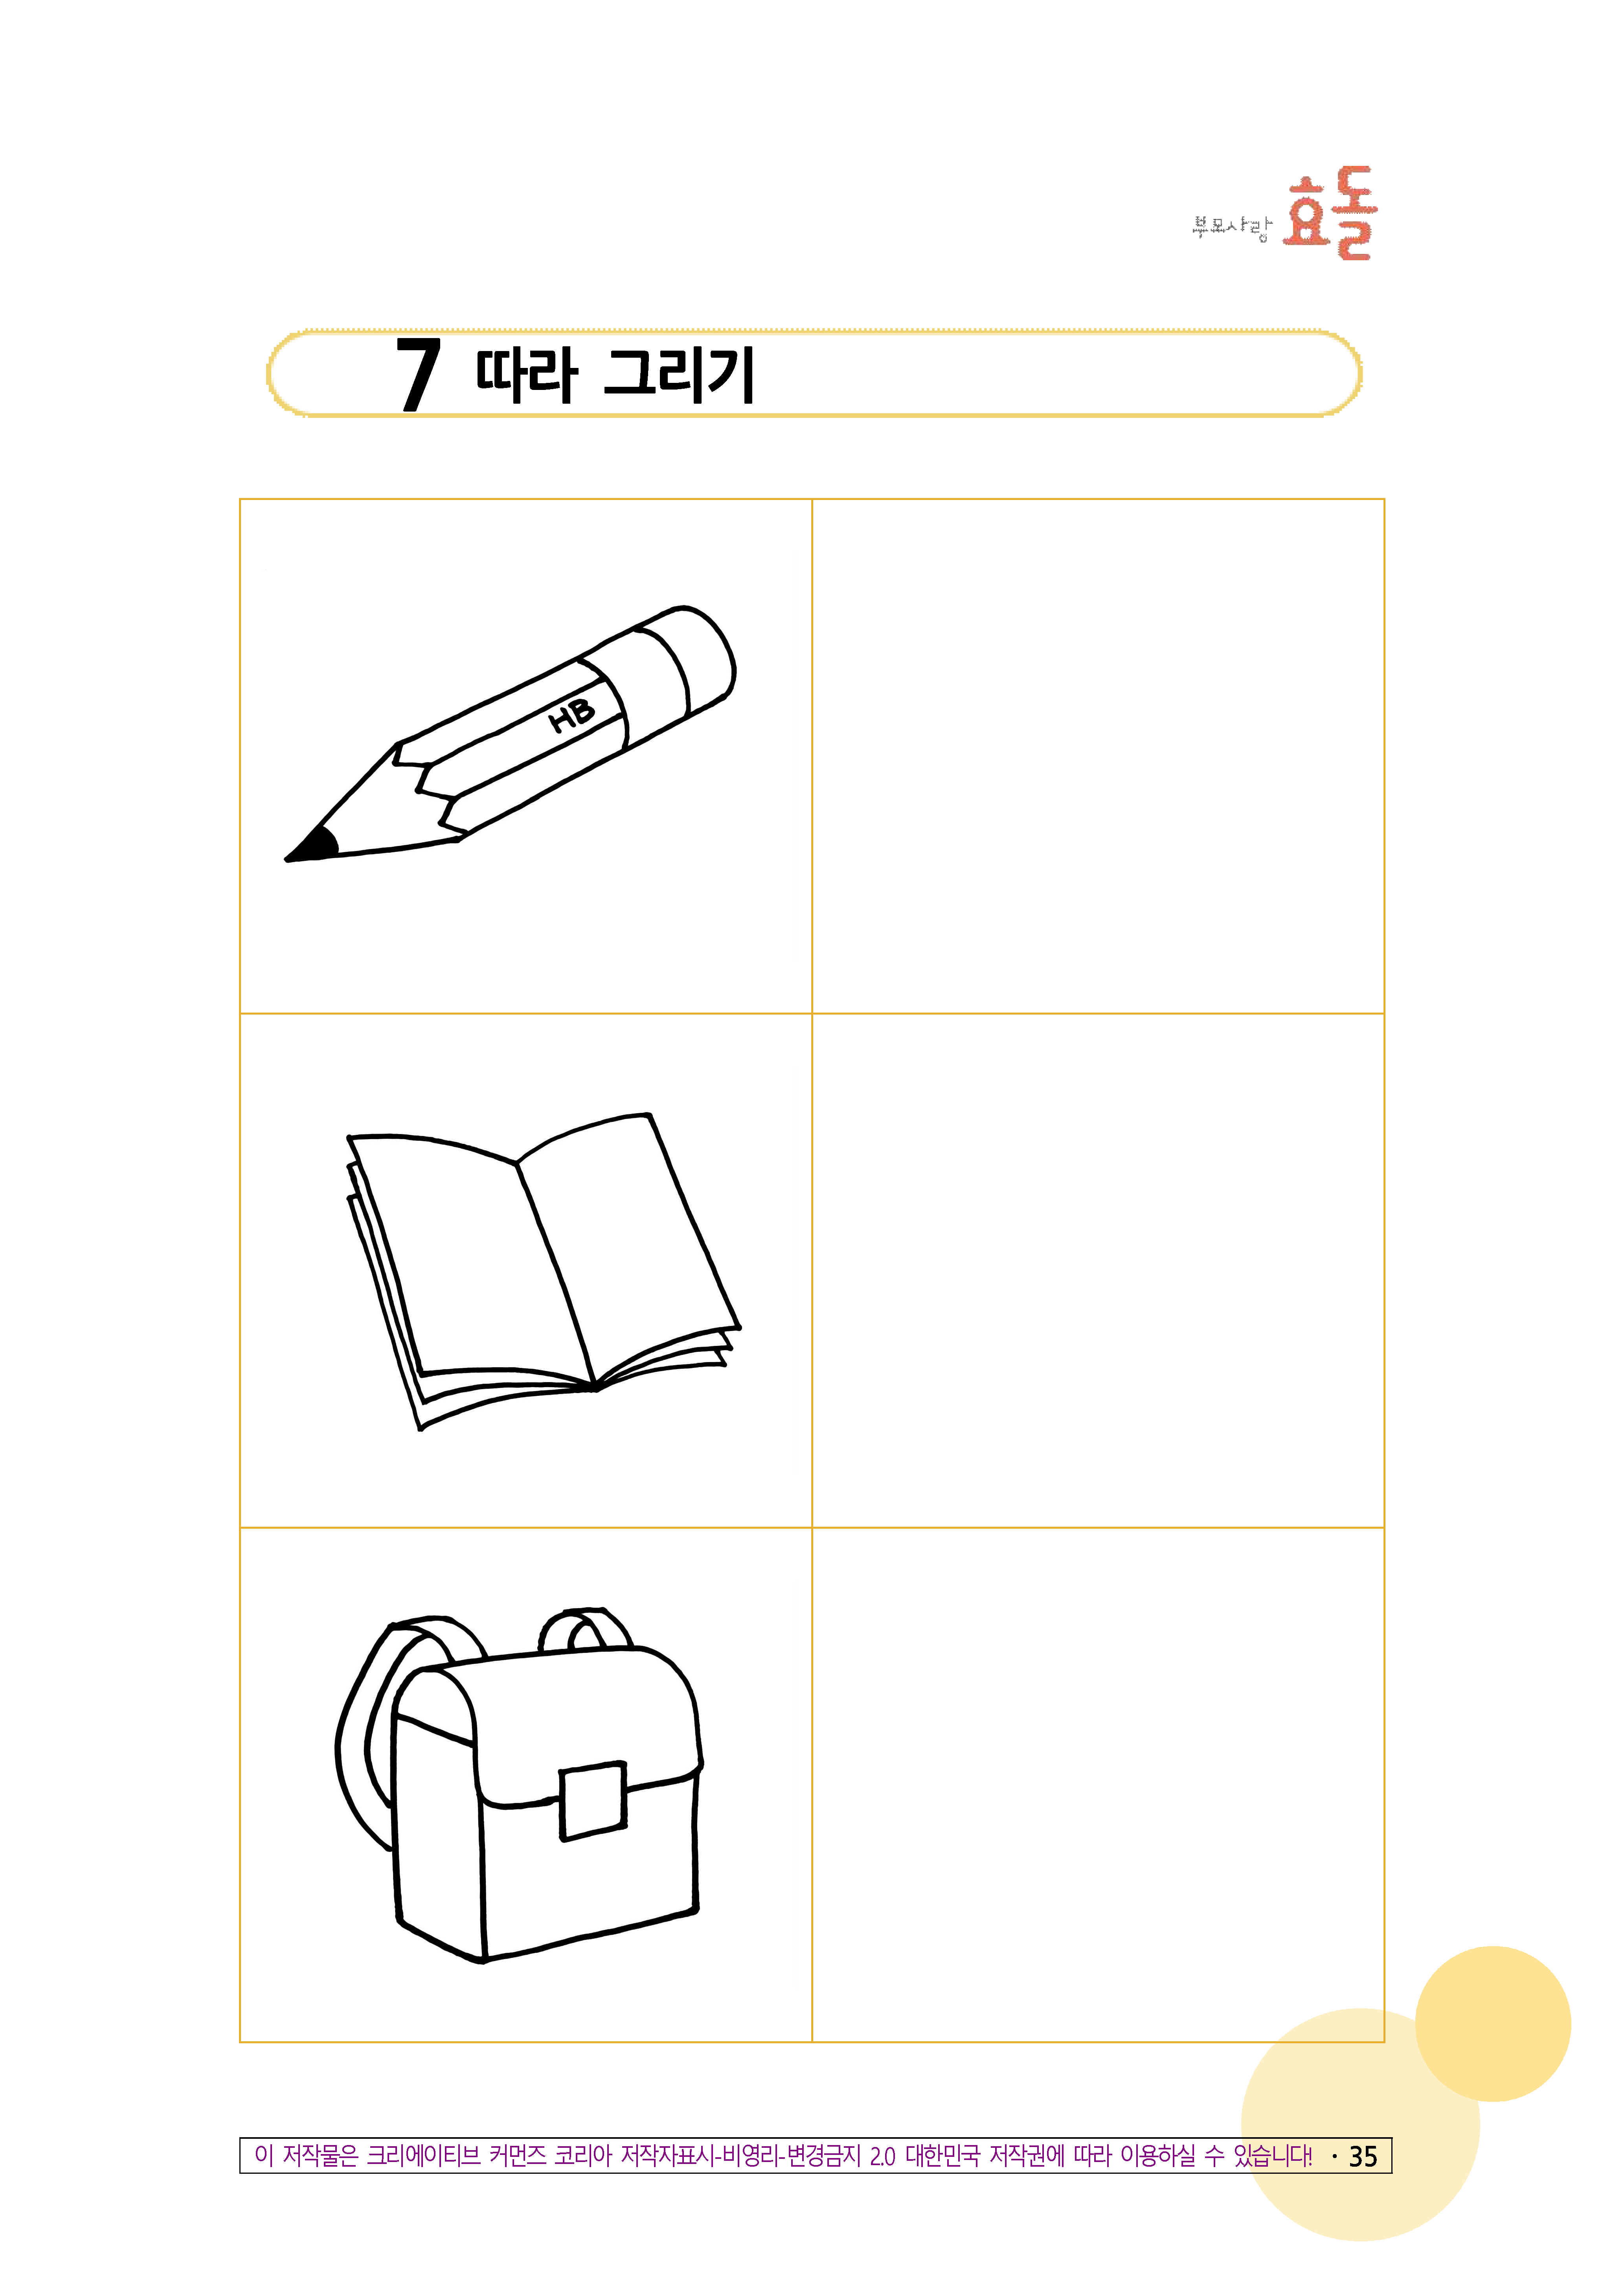 부모사랑 효돌
7 따라 그리기
HB
이 저작물은 크리에이티브 커먼즈 코리아 저작자표시-비영리-변경금지 2.0 대한민국 저작권에 따라 이용하실 수 있습니다! · 35